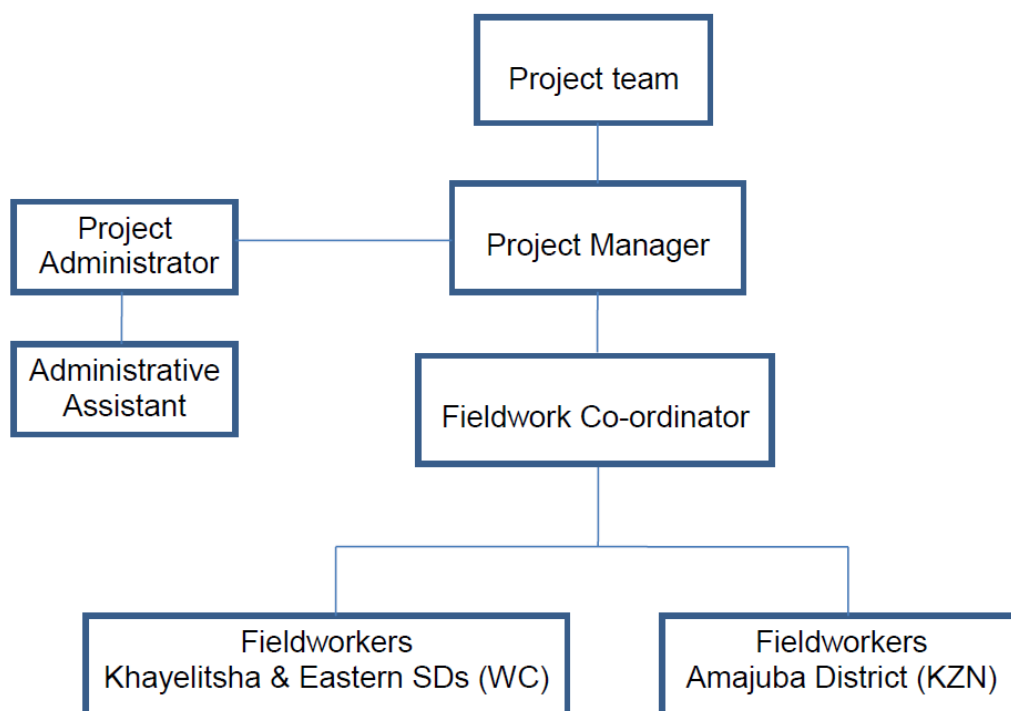 Project team
Project Manager
Project
Administrator
Administrative
Assistant
Fieldwork Co-ordinator
Fieldworkers
Khayelitsha & Eastern SDs (WC)
Fieldworkers
Amajuba District (KZN)